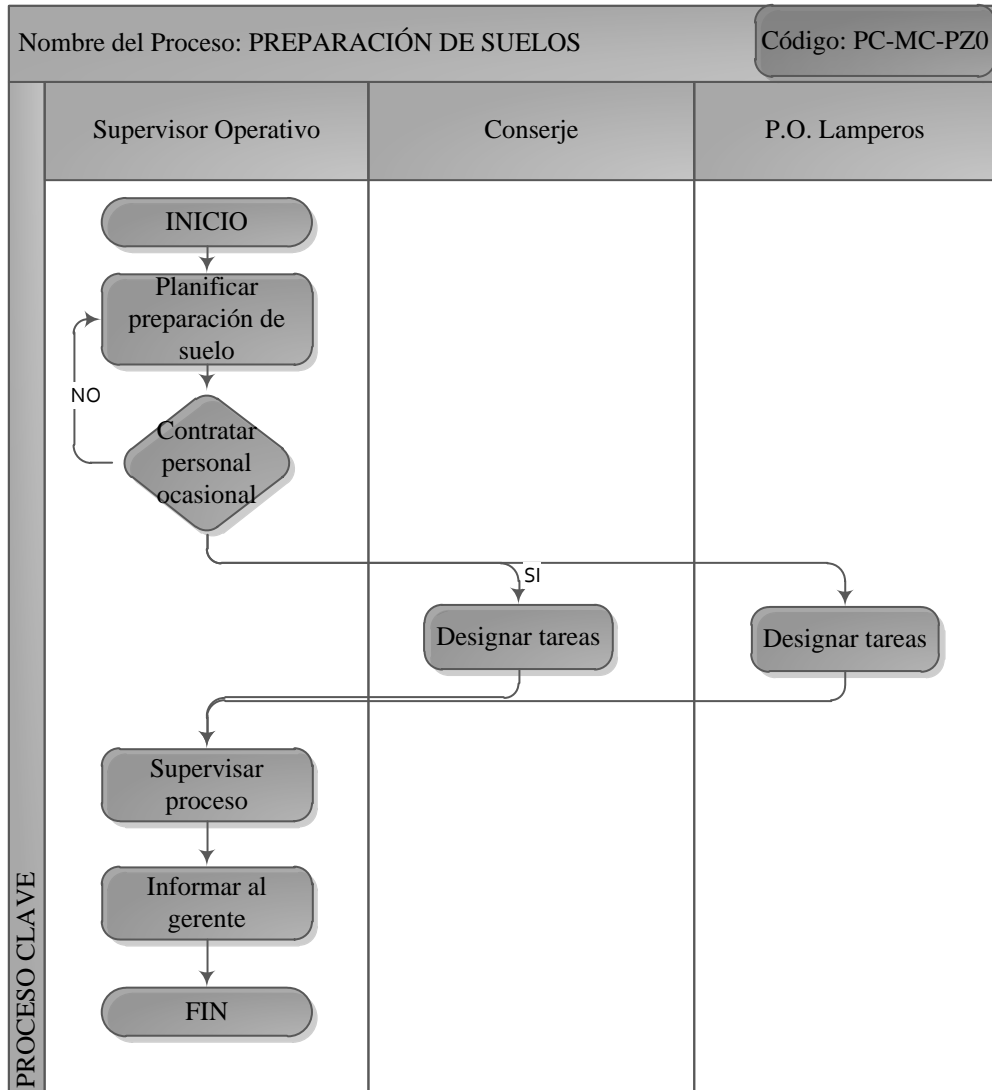 Nombre del Proceso: PREPARACIÓN DE SUELOS
Código: PC-MC-PZ0
Supervisor Operativo
Conserje
P.O. Lamperos
INICIO
Planificar
preparación de
suelo
NO
Contratar
personal
ocasional
SI
Designar tareas
Designar tareas
Supervisar
proceso
Informar al
gerente
FIN
PROCESO CLAVE